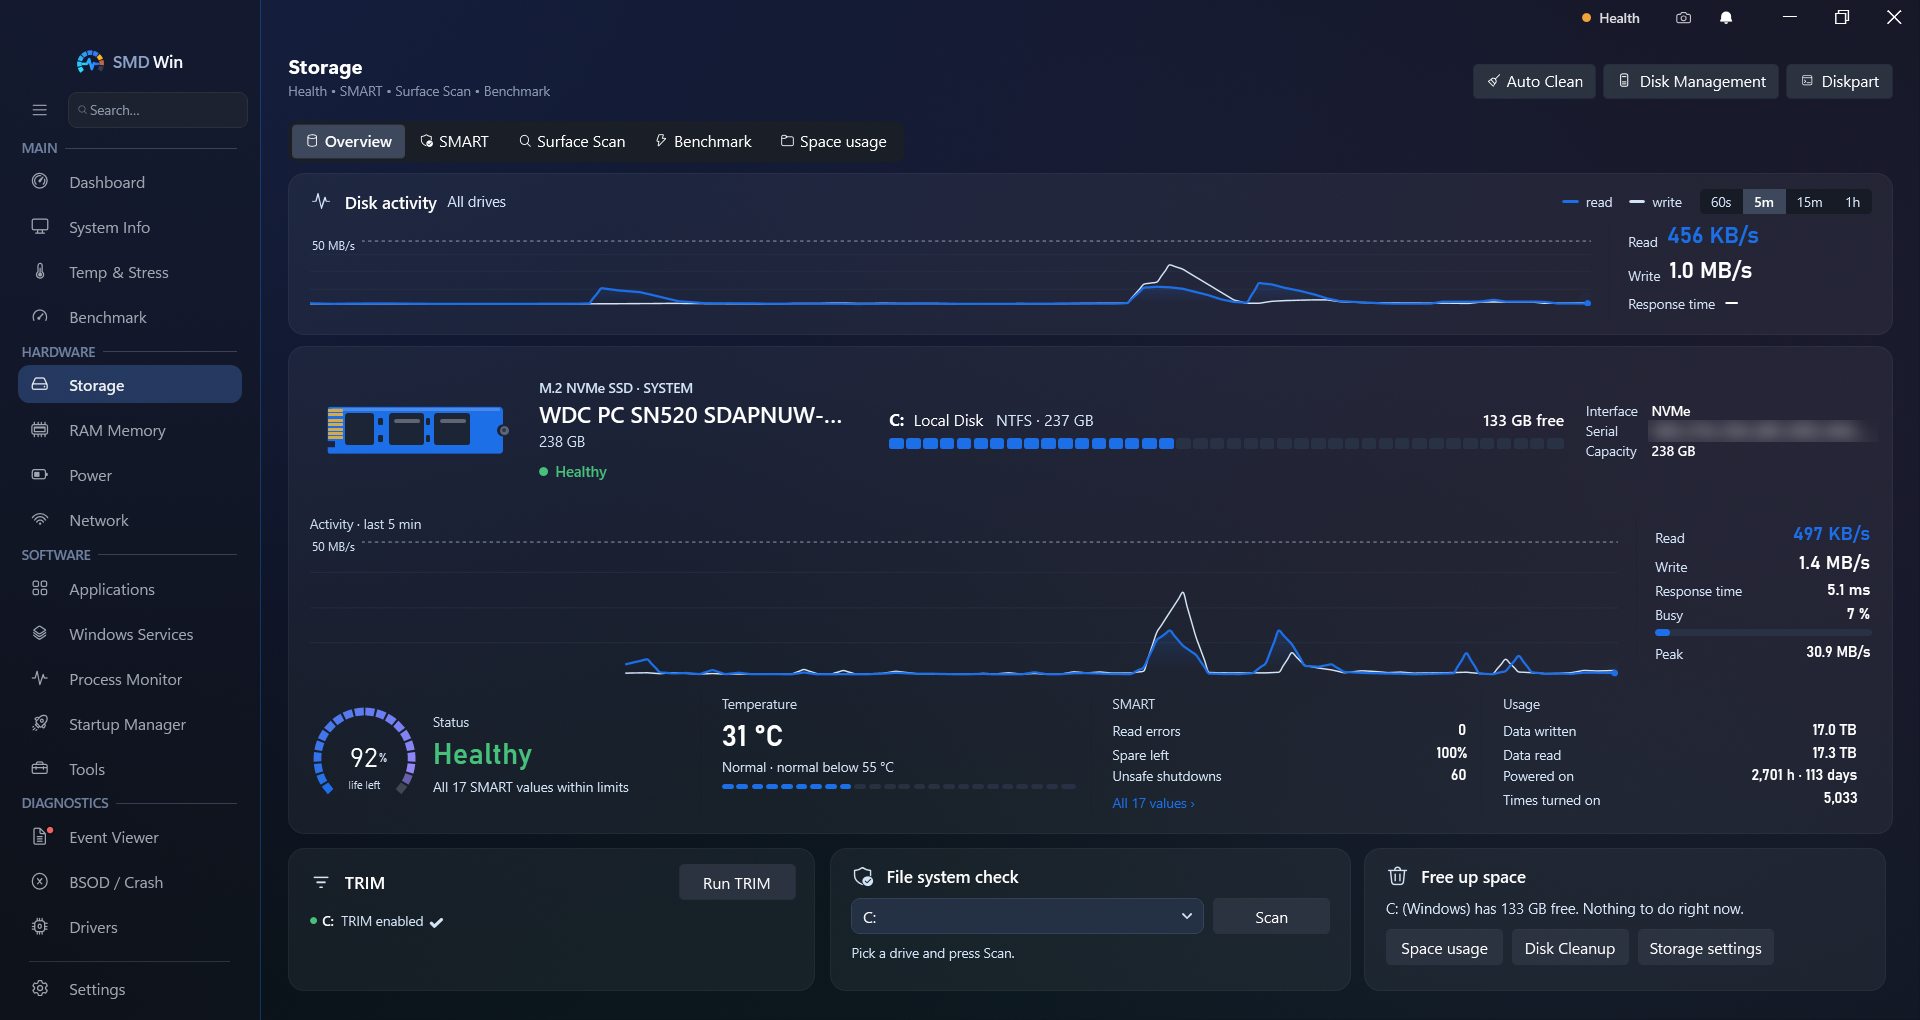 Health
SMD Win
Search...
MAIN
Dashboard
System Info
Temp & Stress
Benchmark
HARDWARE
Storage
RAM Memory
Power
Network
SOFTWARE
Applications
Windows Services
Process Monitor
Startup Manager
Tools
DIAGNOSTICS
Event Viewer
BSOD / Crash
Drivers
Settings
Storage
Health • SMART • Surface Scan • Benchmark
Auto Clean
Disk Management
Diskpart
Overview
SMART
Surface Scan
Benchmark
Space usage
Disk activity All drives
read write
60s 5m 15m 1h
50 MB/s
Read 456 KB/s
Write 1.0 MB/s
Response time —
M.2 NVMe SSD · SYSTEM
WDC PC SN520 SDAPNUW-...
238 GB
Healthy
C: Local Disk NTFS · 237 GB
133 GB free
Interface NVMe
Serial
Capacity 238 GB
Activity · last 5 min
50 MB/s
Read 497 KB/s
Write 1.4 MB/s
Response time 5.1 ms
Busy 7 %
Peak 30.9 MB/s
92%
life left
Status
Healthy
All 17 SMART values within limits
Temperature
31 °C
Normal · normal below 55 °C
SMART
Read errors 0
Spare left 100%
Unsafe shutdowns 60
All 17 values ›
Usage
Data written 17.0 TB
Data read 17.3 TB
Powered on 2,701 h · 113 days
Times turned on 5,033
TRIM
Run TRIM
C: TRIM enabled ✔
File system check
C:
Scan
Pick a drive and press Scan.
Free up space
C: (Windows) has 133 GB free. Nothing to do right now.
Space usage
Disk Cleanup
Storage settings